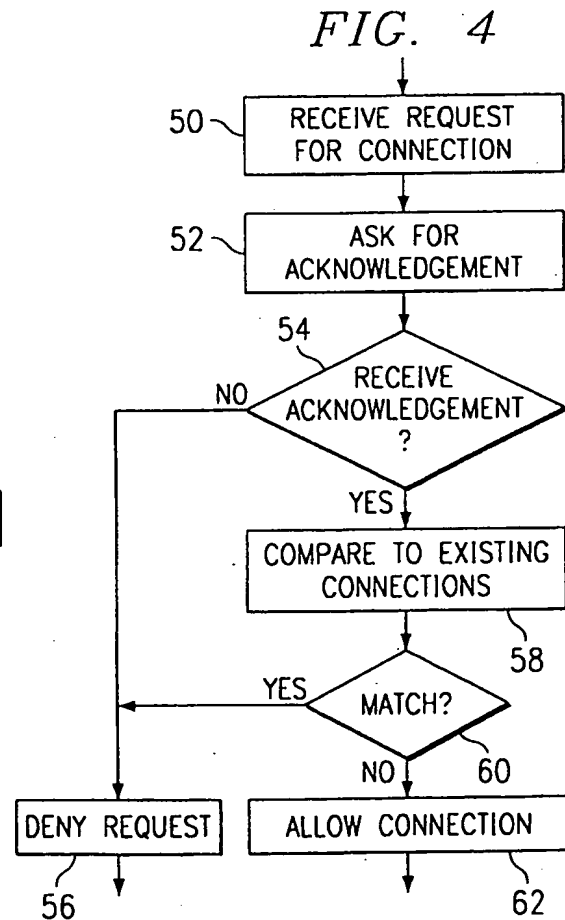 FIG. 4
50
RECEIVE REQUEST
FOR CONNECTION
52
ASK FOR
ACKNOWLEDGEMENT
54
RECEIVE
ACKNOWLEDGEMENT
?
NO
YES
COMPARE TO EXISTING
CONNECTIONS
58
YES
MATCH?
60
NO
DENY REQUEST
56
ALLOW CONNECTION
62